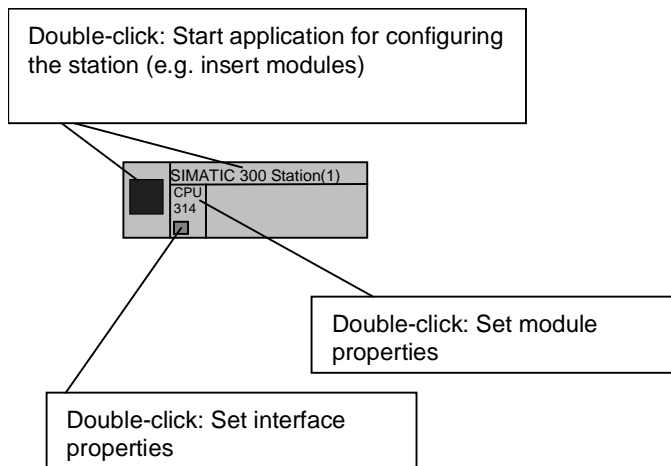 Double-click: Start application for configuring
the station (e.g. insert modules)
SIMATIC 300 Station(1)
CPU
314
Double-click: Set module
properties
Double-click: Set interface
properties